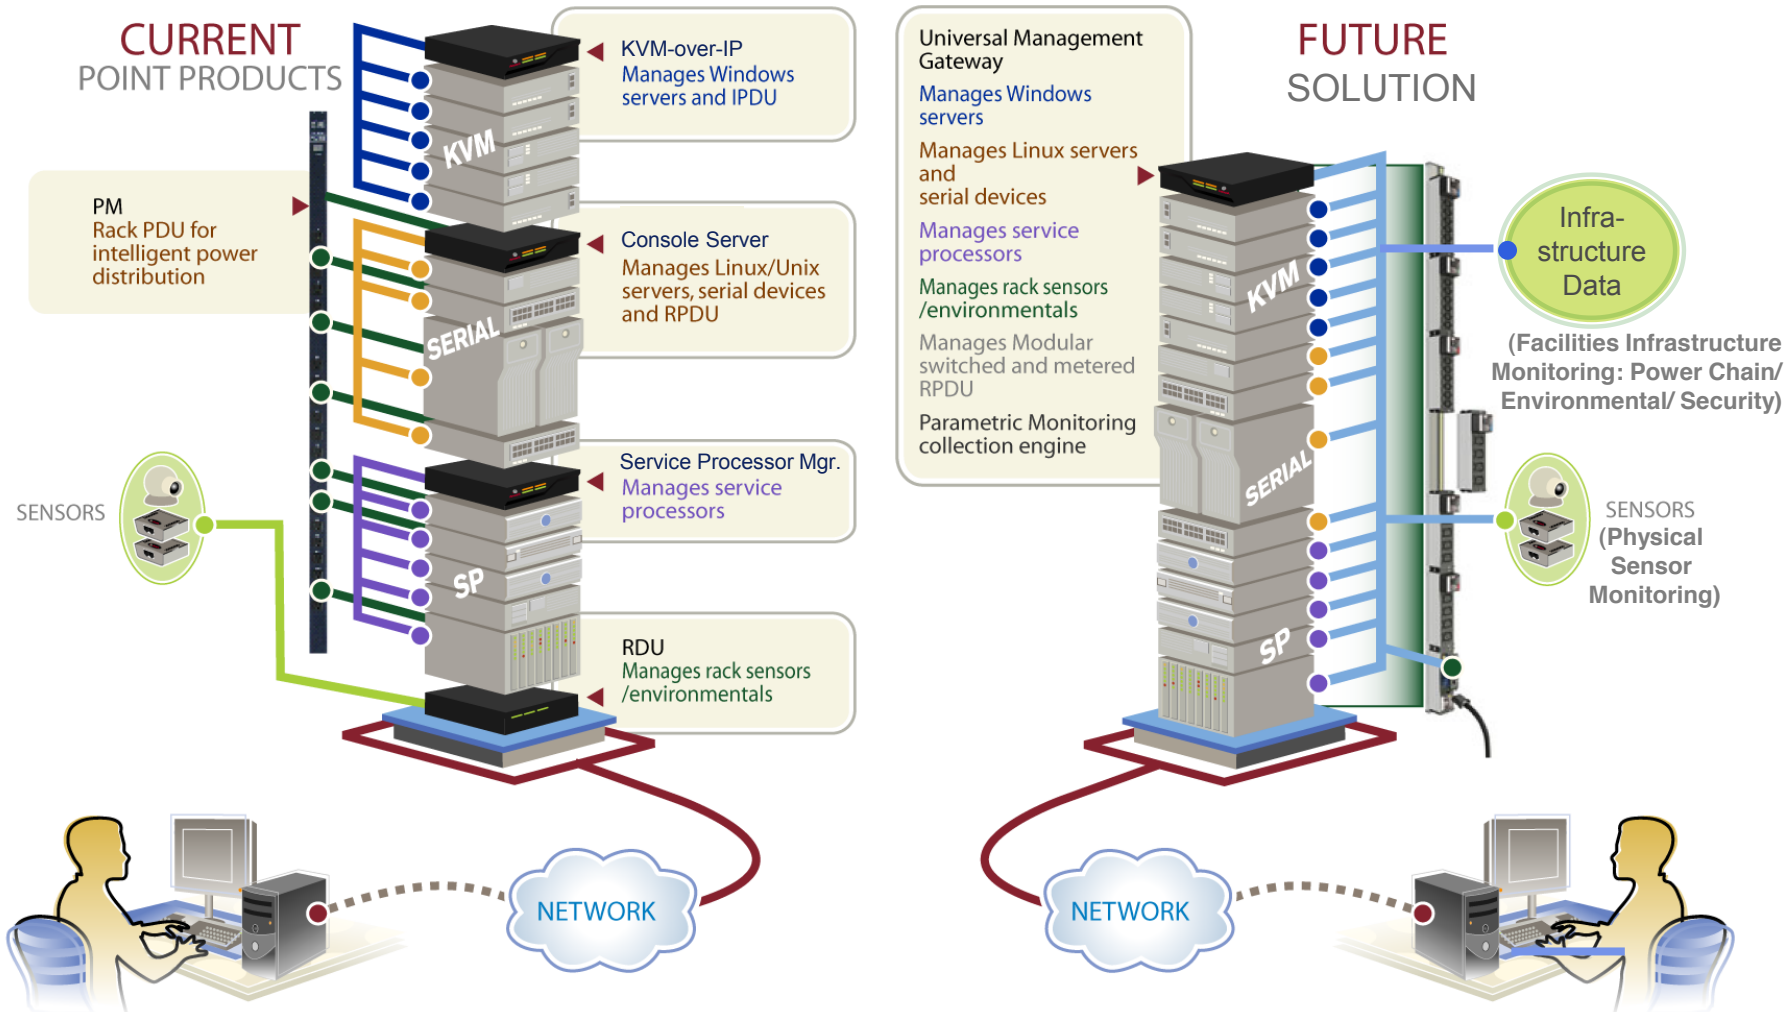 CURRENT
POINT PRODUCTS
KVM-over-IP
Manages Windows
servers and IPDU
KVM
PM
Rack PDU for
intelligent power
distribution
Console Server
Manages Linux/Unix
servers, serial devices
and RPDU
SERIAL
Service Processor Mgr.
Manages service
processors
SENSORS
SP
RDU
Manages rack sensors
/environmentals
NETWORK
Universal Management
Gateway
Manages Windows
servers
Manages Linux servers
and
serial devices
Manages service
processors
Manages rack sensors
/environmentals
Manages Modular
switched and metered
RPDU
Parametric Monitoring
collection engine
FUTURE
SOLUTION
KVM
SERIAL
SP
Infra-
structure
Data
(Facilities Infrastructure
Monitoring: Power Chain/
Environmental/ Security)
SENSORS
(Physical
Sensor
Monitoring)
NETWORK